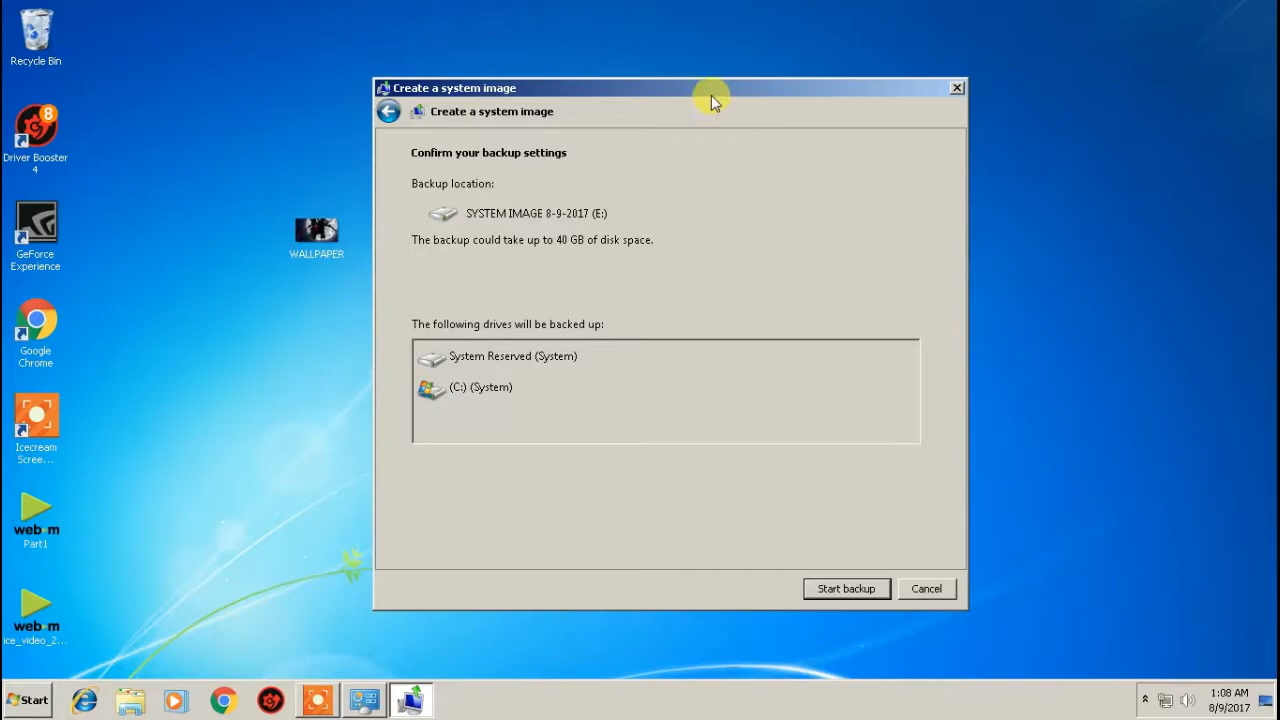 Recycle Bin
8
Driver Booster
4
GeForce
Experience
Google
Chrome
Icecream
Scree...
webm
Part1
webm
ice_video_2...
WALLPAPER
Create a system image
Create a system image
Confirm your backup settings
Backup location:
SYSTEM IMAGE 8-9-2017 (E:)
The backup could take up to 40 GB of disk space.
The following drives will be backed up:
System Reserved (System)
(C:) (System)
Start backup
Cancel
Start
1:08 AM
8/9/2017